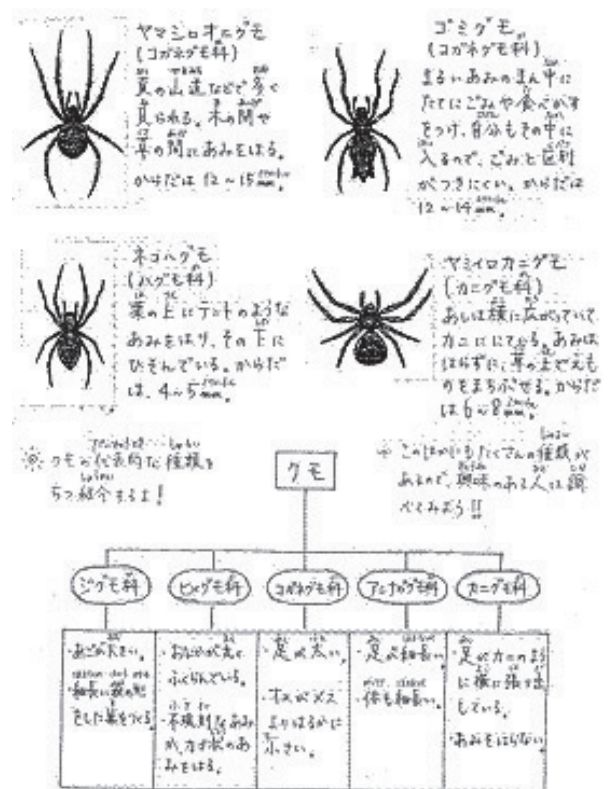 ヤマシロオニグモ
(コガネグモ科)
夏の山道などで多く
見られる。木の間や
草の間にあみをはる。
からだは12～15mm。
ゴミグモ
(コガネグモ科)
まるいあみのまん中に
たてにごみや食べかす
をつけ、自分もその中に
入るので、ごみと区別
がつきにくい。からだは
12～14mm。
ネコハグモ
(ハグモ科)
葉の上にテントのような
あみをはり、その下に
ひそんでいる。からだ
は、4～5mm。
ヤミイロカニグモ
(カニグモ科)
あしは横に広がっていて
カニににてる。あみは
はらずに、草の上でえも
のをまちぶせる。からだ
は6～8mm。
クモの代表的な種類を
紹介するよ!
このほかにもたくさんの種類が
あるので、興味のある人は調
べてみよう!!
クモ
ジグモ科
ヒメグモ科
コガネグモ科
カニグモ科
・あごが大きい。
・細長い袋の形
をした巣をつくる。
・おなかが丸く
ふくらんでいる。
・不規則なあみ
か、カゴ状のあ
みをはる。
・足が太い。
・オスがメス
よりはるかに
小さい。
・足が細長い。
・体も細長い。
・足がカニのよう
に横に張り出
している。
・あみをはらない。